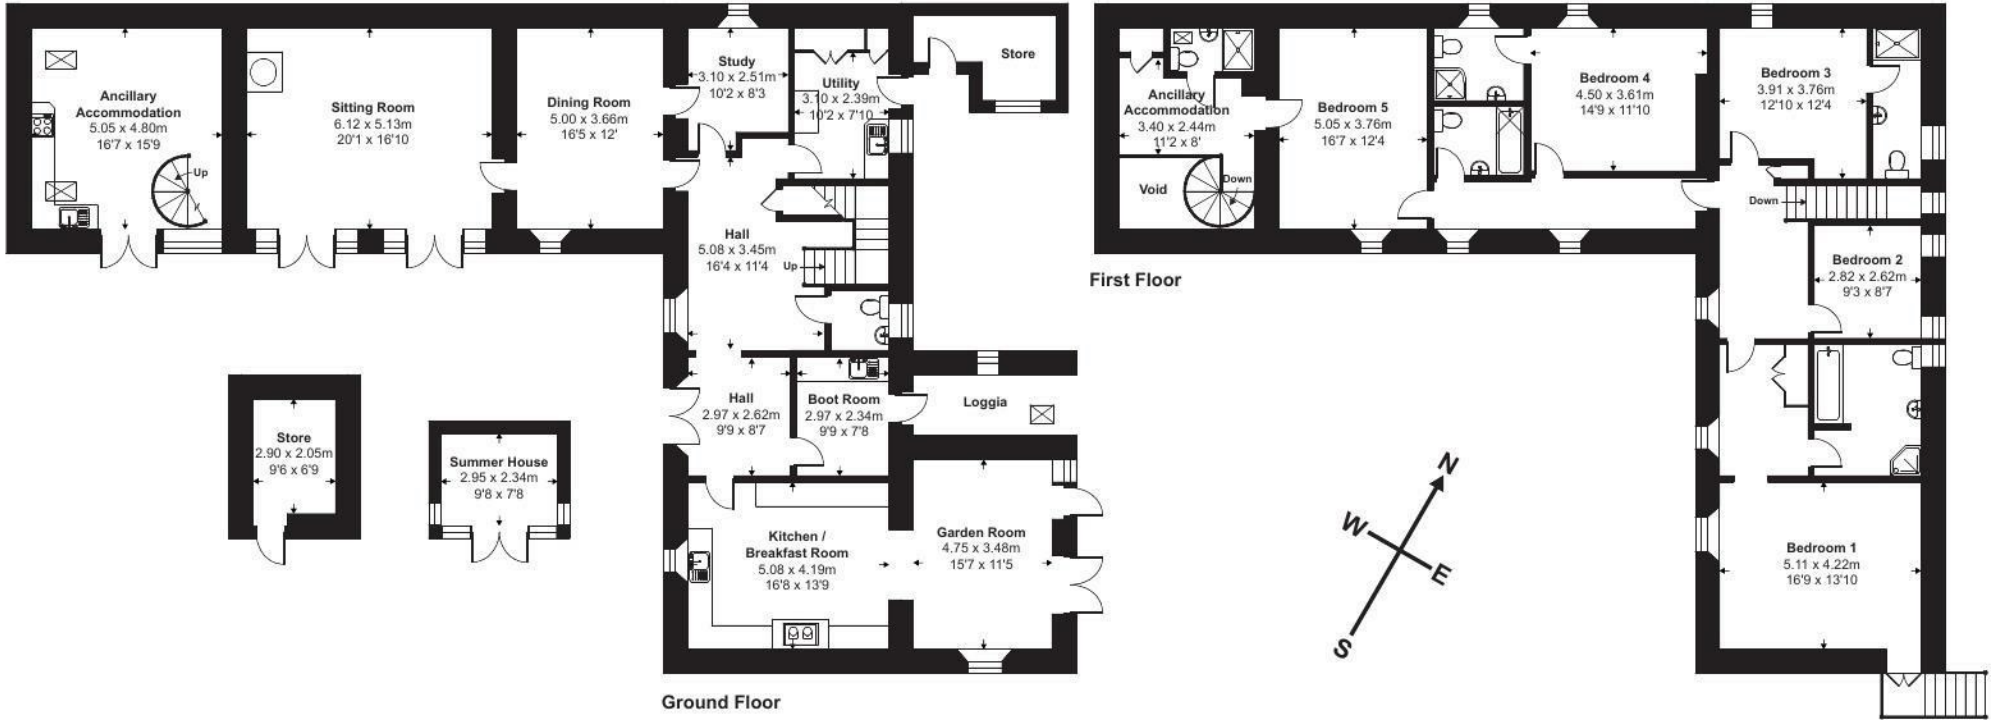 Ancillary
Accommodation
5.05 x 4.80m
16'7 x 15'9
Up
Sitting Room
6.12 x 5.13m
20'1 x 16'10
Dining Room
5.00 x 3.66m
16'5 x 12'
Study
3.10 x 2.51m
10'2 x 8'3
Utility
3.10 x 2.39m
10'2 x 7'10
Store
Hall
5.08 x 3.45m
16'4 x 11'4
Up
Hall
2.97 x 2.62m
9'9 x 8'7
Boot Room
2.97 x 2.34m
9'9 x 7'8
Loggia
Kitchen /
Breakfast Room
5.08 x 4.19m
16'8 x 13'9
Garden Room
4.75 x 3.48m
15'7 x 11'5
Store
2.90 x 2.05m
9'6 x 6'9
Summer House
2.95 x 2.34m
9'8 x 7'8
Ground Floor
Ancillary
Accommodation
3.40 x 2.44m
11'2 x 8'
Void
Down
Bedroom 5
5.05 x 3.76m
16'7 x 12'4
Bedroom 4
4.50 x 3.61m
14'9 x 11'10
Bedroom 3
3.91 x 3.76m
12'10 x 12'4
Down
Bedroom 2
2.82 x 2.62m
9'3 x 8'7
Bedroom 1
5.11 x 4.22m
16'9 x 13'10
First Floor
N
W
E
S